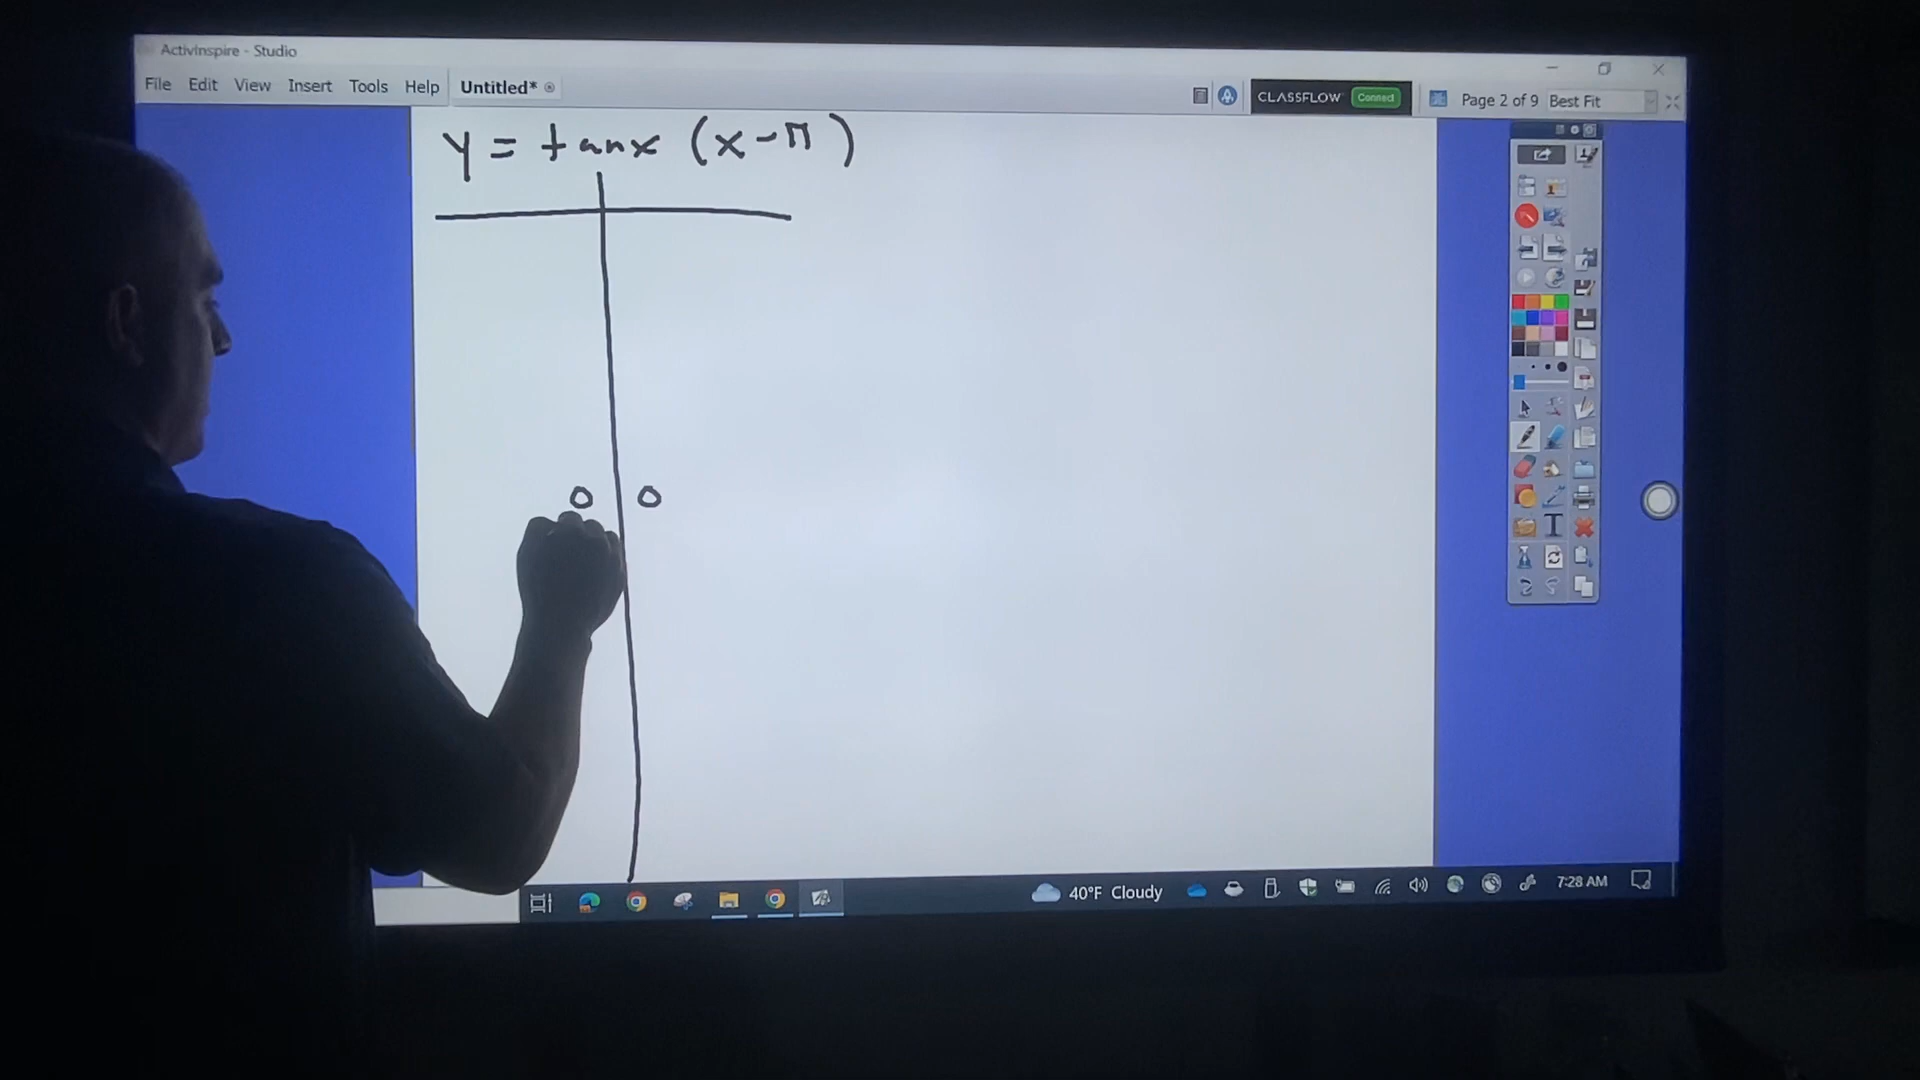 ActivInspire - Studio
File Edit View Insert Tools Help Untitled*
CLASSFLOW Connect Page 2 of 9 Best Fit
y = tanx (x-π)
0 0
40°F Cloudy 7:28 AM